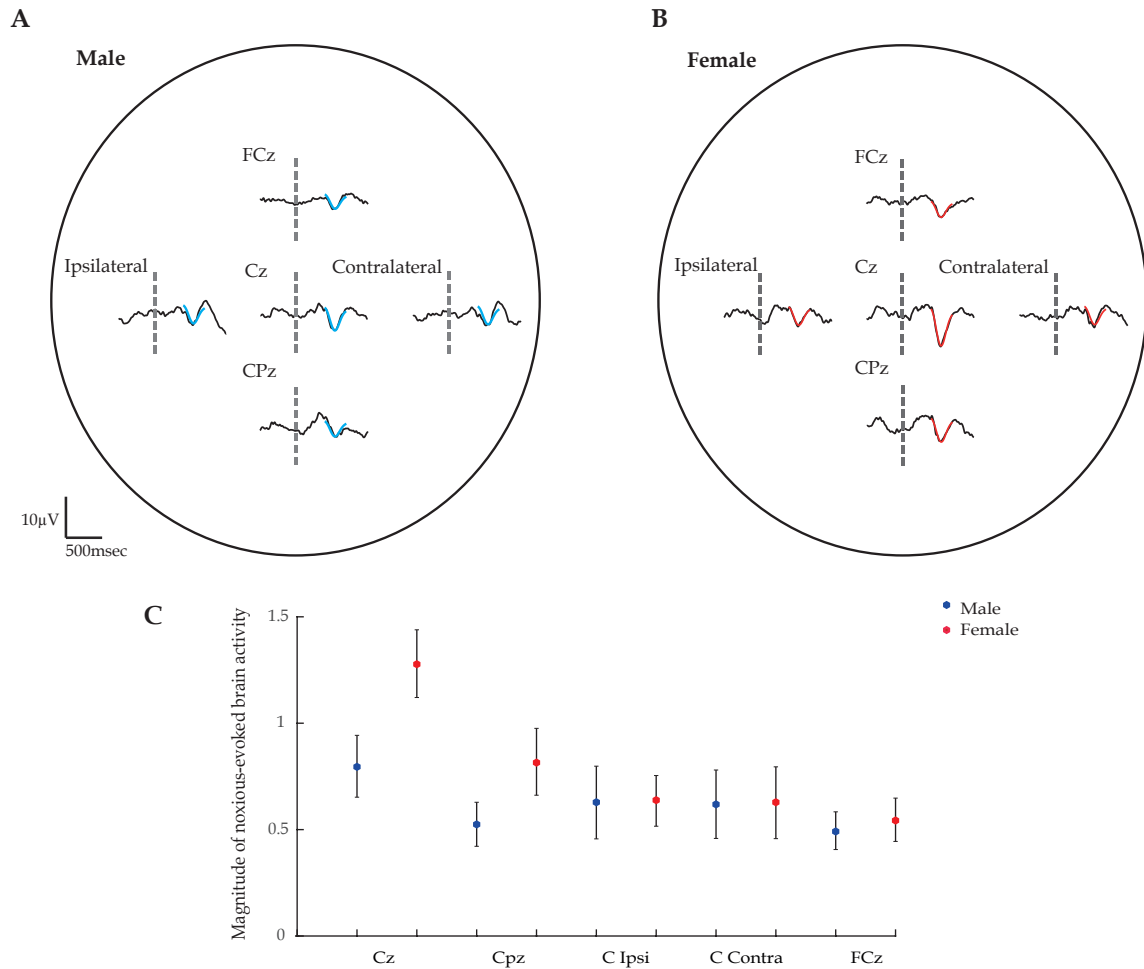 A
Male
FCz
Ipsilateral
Cz
Contralateral
CPz
10µV
500msec
B
Female
FCz
Ipsilateral
Cz
Contralateral
CPz
C
Magnitude of noxious-evoked brain activity
1.5
1
0.5
0
Cz
Cpz
C Ipsi
C Contra
FCz
Male
Female